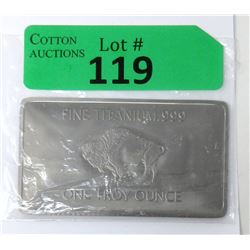 COTTON
AUCTIONS
Lot #
119
FINE TITANIUM .999
ONE TROY OUNCE